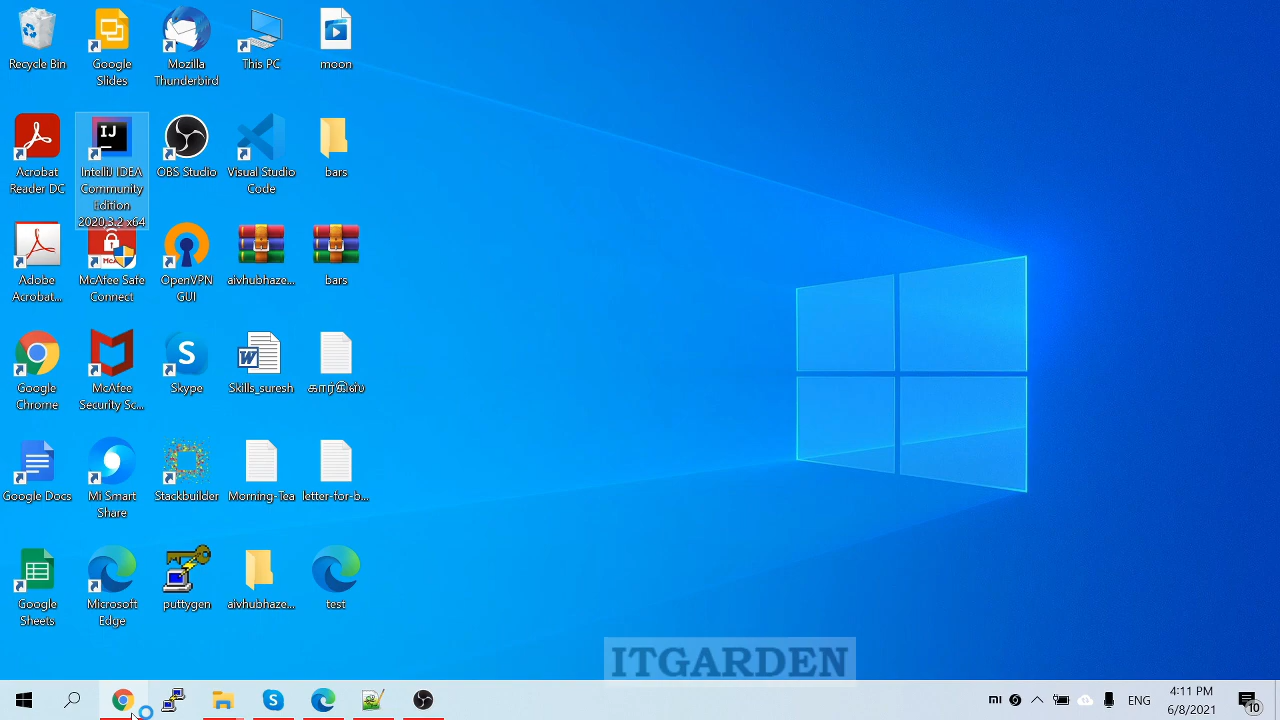 Recycle Bin
Google
Slides
Mozilla
Thunderbird
This PC
moon
Acrobat
Reader DC
IntelliJ IDEA
Community
Edition
2020.3.2 x64
OBS Studio
Visual Studio
Code
bars
Adobe
Acrobat...
McAfee Safe
Connect
OpenVPN
GUI
aivhubhaze...
bars
Google
Chrome
McAfee
Security Sc...
Skype
Skills_suresh
Google Docs
Mi Smart
Share
Stackbuilder
Morning-Tea
letter-for-b...
Google
Sheets
Microsoft
Edge
puttygen
aivhubhaze...
test
ITGARDEN
ENG
4:11 PM
6/8/2021
10